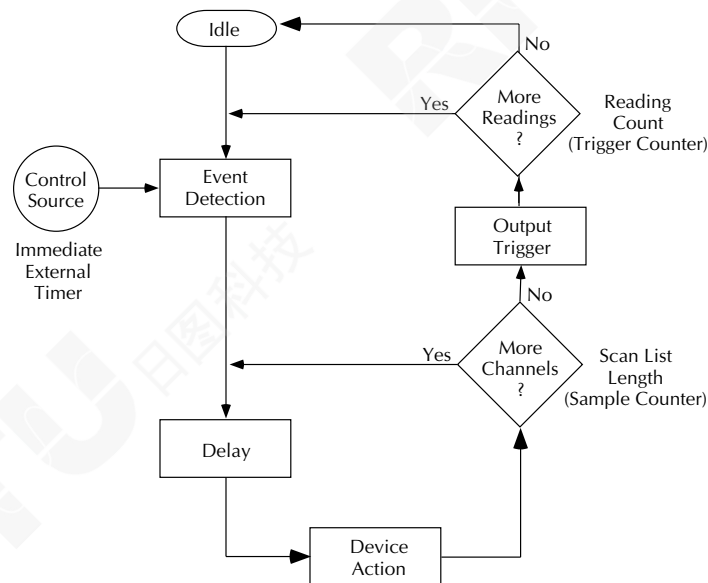 Idle
No
Yes
More
Readings
?
Reading
Count
(Trigger Counter)
Control
Source
Event
Detection
Immediate
External
Timer
Output
Trigger
No
Yes
More
Channels
?
Scan List
Length
(Sample Counter)
Delay
Device
Action
日图科技